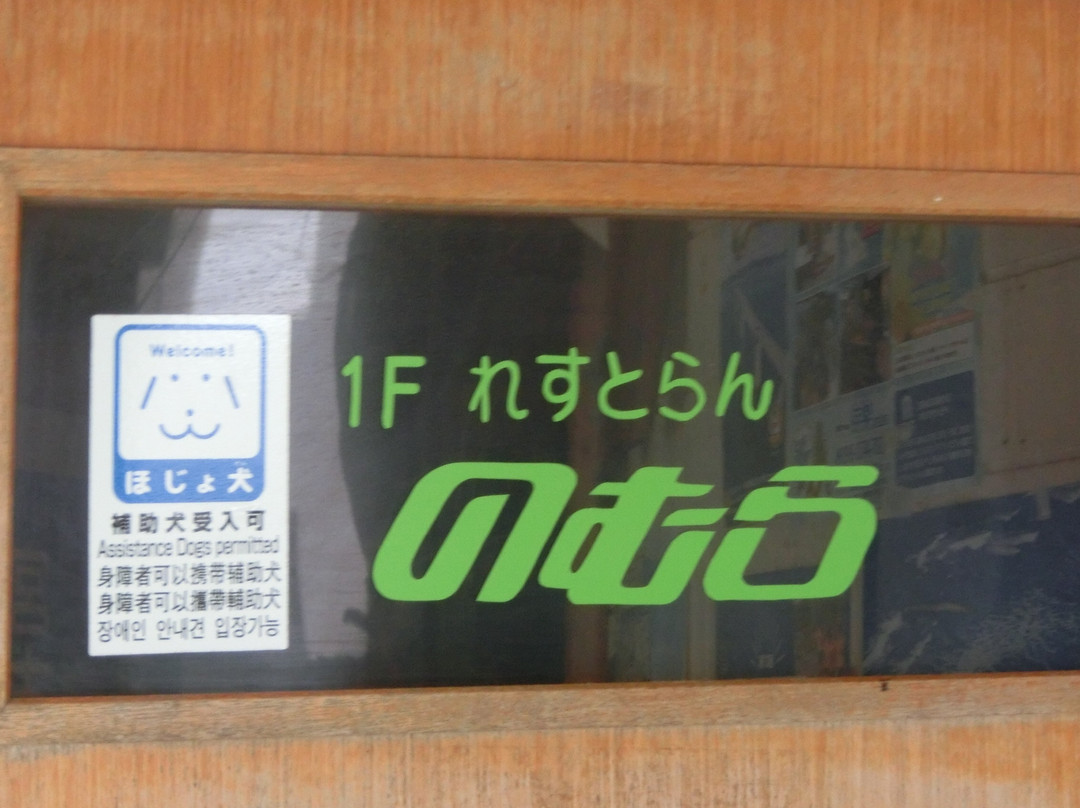 Welcome!
ほじょ犬
補助犬受入可
Assistance Dogs permitted
身障者可以携带辅助犬
身障者可以攜帶輔助犬
장애인 안내견 입장가능
1F れすとらん
のむら